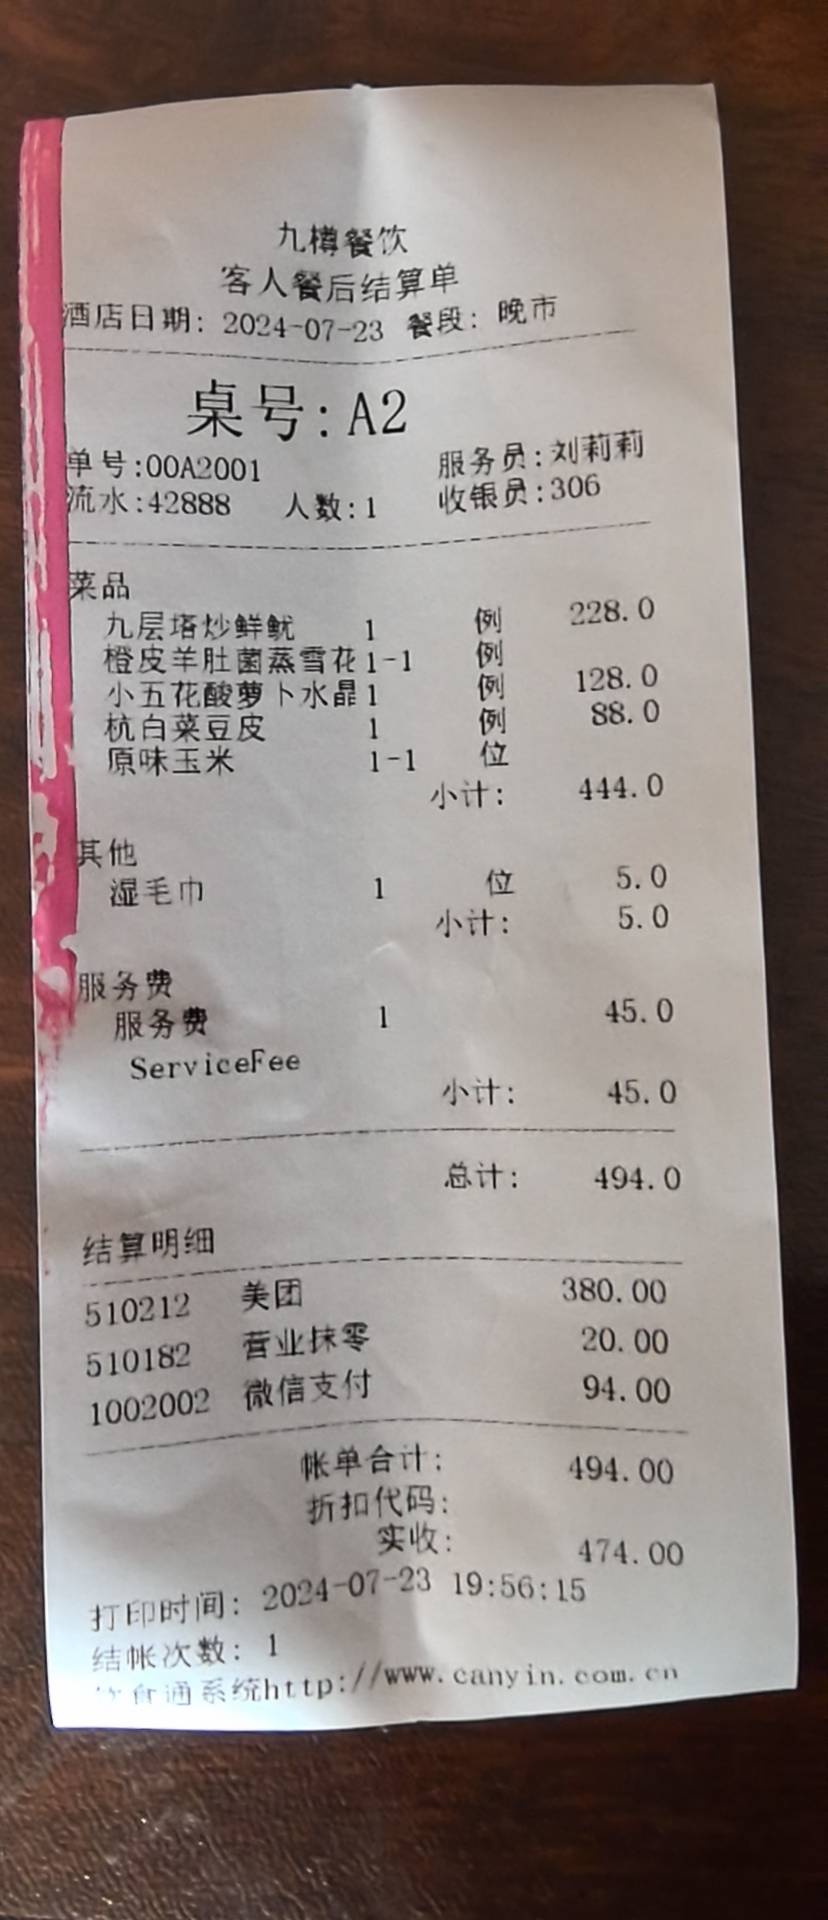 九樽餐饮
客人餐后结算单
酒店日期: 2024-07-23 餐段: 晚市
桌号:A2
单号:00A2001 服务员:刘莉莉
流水:42888 人数:1 收银员:306
菜品
九层塔炒鲜鱿 1 例 228.0
橙皮羊肚菌蒸雪花 1-1 例
小五花酸萝卜水晶 1 例 128.0
杭白菜豆皮 1 例 88.0
原味玉米 1-1 位
小计: 444.0
其他
湿毛巾 1 位 5.0
小计: 5.0
服务费
服务费 1 45.0
ServiceFee
小计: 45.0
总计: 494.0
结算明细
510212 美团 380.00
510182 营业抹零 20.00
1002002 微信支付 94.00
帐单合计: 494.00
折扣代码:
实收: 474.00
打印时间: 2024-07-23 19:56:15
结帐次数: 1
食通系统http://www.canyin.com.cn